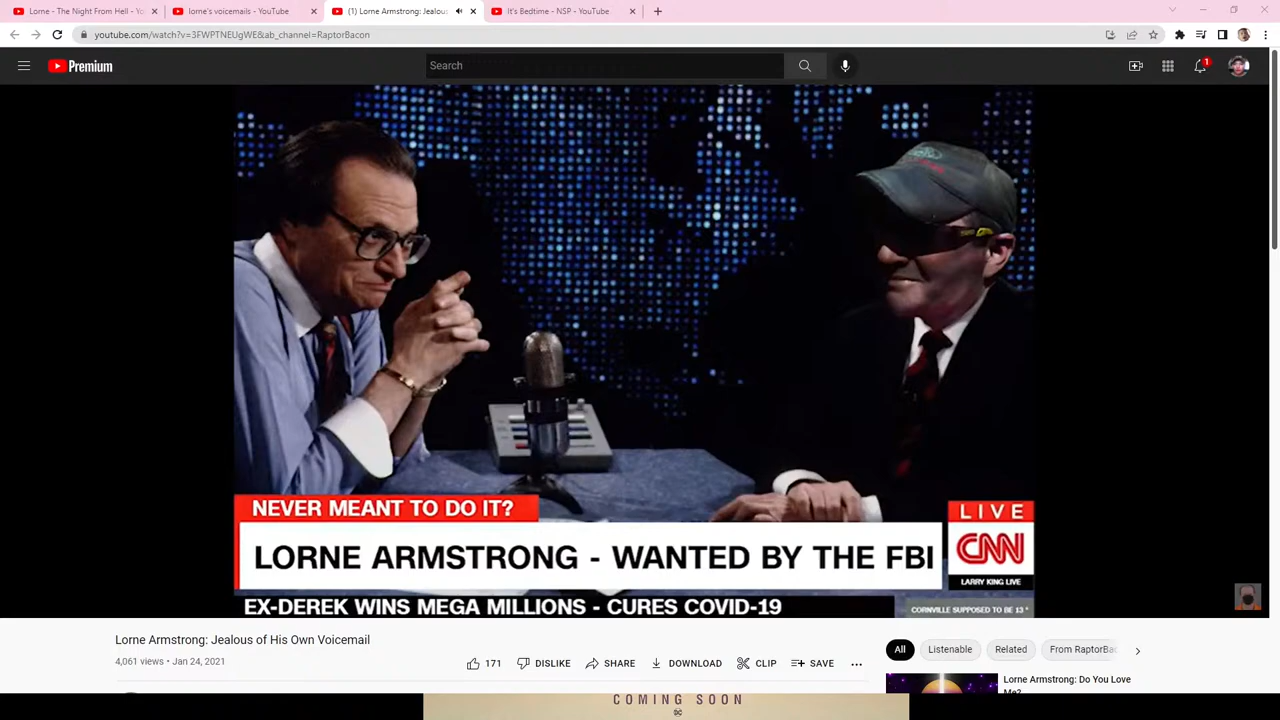 Lorne - The Night From Hell - Yo
lorne's voicemails - YouTube
(1) Lorne Armstrong: Jealous
It's Bedtime - NSP - YouTube
youtube.com/watch?v=3FWPTNEUgWE&ab_channel=RaptorBacon
Premium
Search
1
NEVER MEANT TO DO IT?
LORNE ARMSTRONG - WANTED BY THE FBI
LIVE
CNN
LARRY KING LIVE
EX-DEREK WINS MEGA MILLIONS - CURES COVID-19
CORNVILLE SUPPOSED TO BE 13 °
Lorne Armstrong: Jealous of His Own Voicemail
4,061 views • Jan 24, 2021
171
DISLIKE
SHARE
DOWNLOAD
CLIP
SAVE
All
Listenable
Related
From RaptorBac
Lorne Armstrong: Do You Love
Me?
COMING SOON